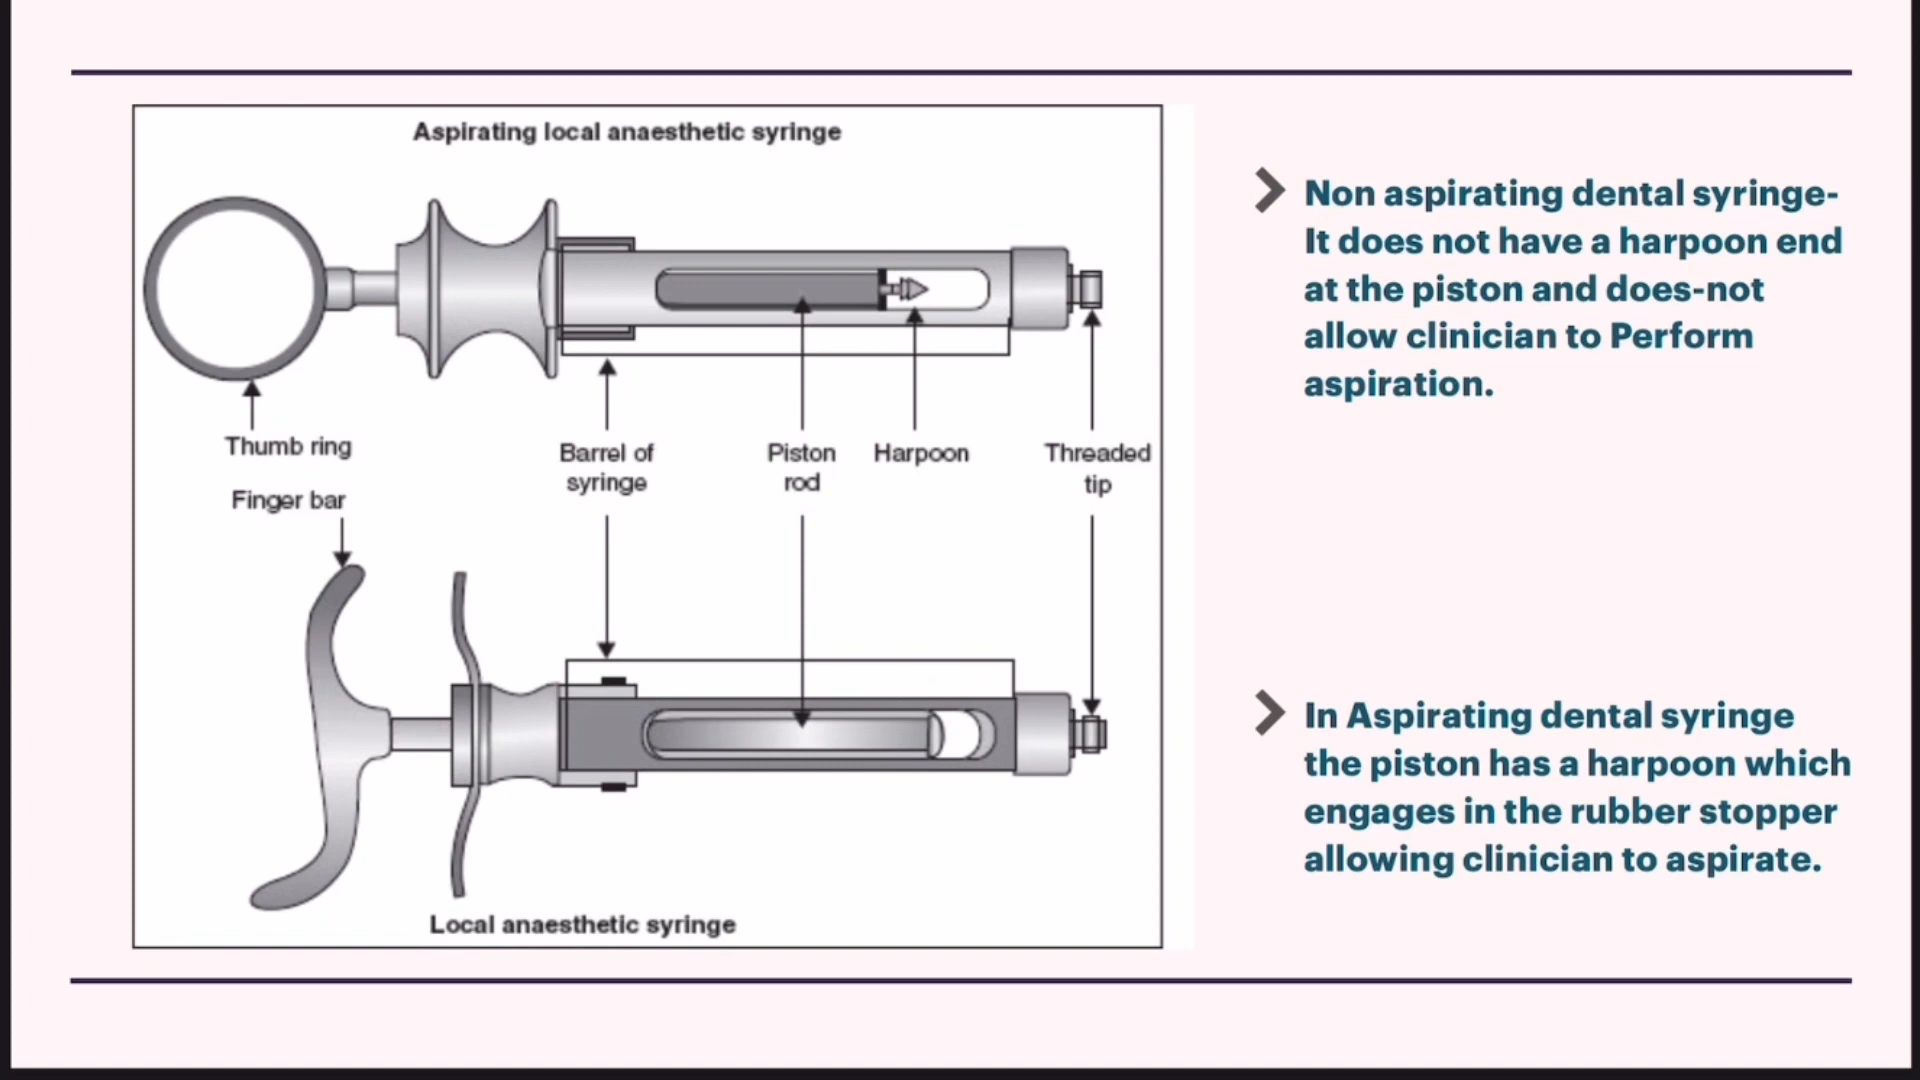 Aspirating local anaesthetic syringe
Thumb ring
Finger bar
Barrel of
syringe
Piston
rod
Harpoon
Threaded
tip
Local anaesthetic syringe
Non aspirating dental syringe-
It does not have a harpoon end
at the piston and does-not
allow clinician to Perform
aspiration.
In Aspirating dental syringe
the piston has a harpoon which
engages in the rubber stopper
allowing clinician to aspirate.